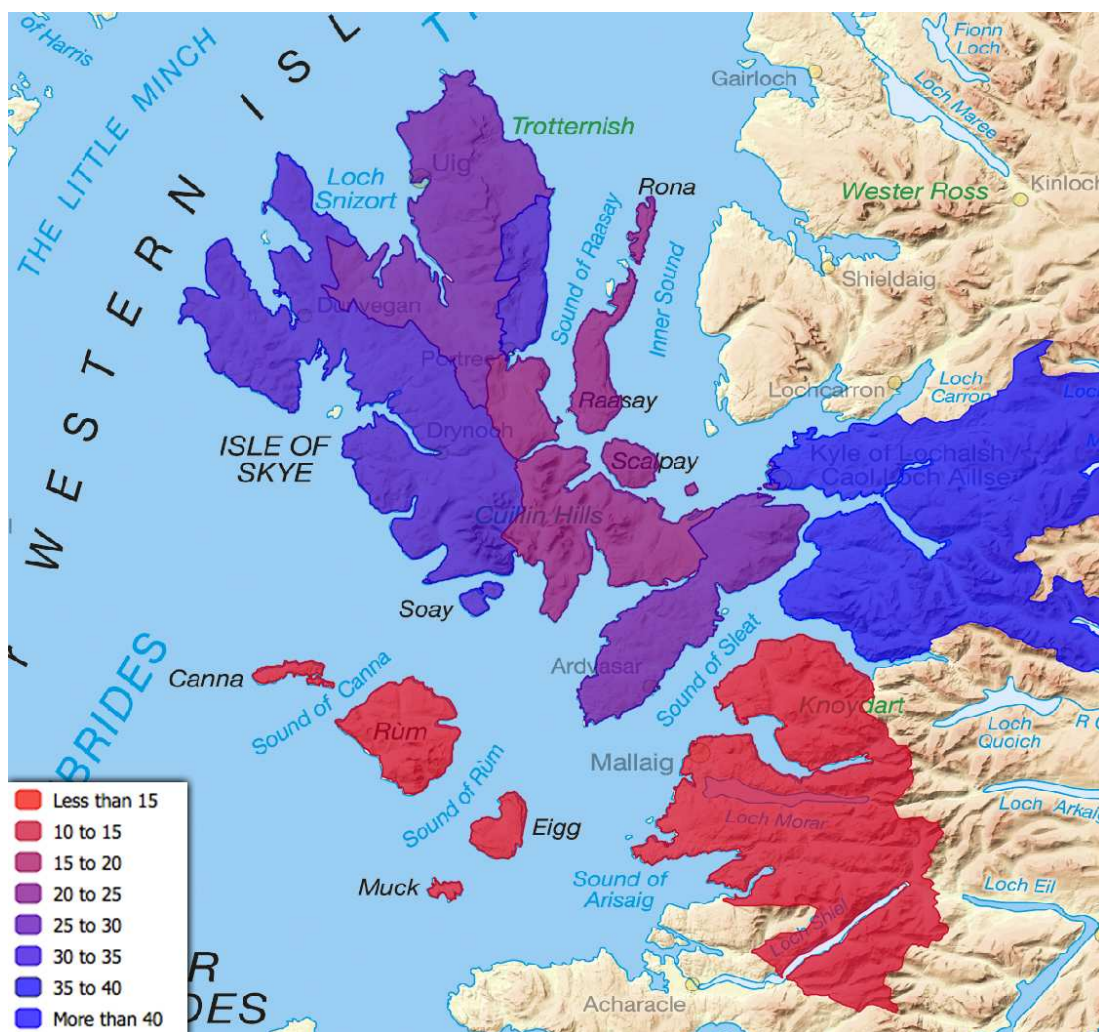 of Harris
THE LITTLE MINCH
WESTERN ISL
T
Fionn
Loch
Gairloch
Loch Maree
Trotternish
Uig
Loch
Snizort
Rona
Wester Ross
Kinloch
Sound of Raasay
Inner Sound
Shieldaig
Dunvegan
Portree
Lochcarron
Loch
Carron
Raasay
Drynoch
ISLE OF
SKYE
Scalpay
Kyle of Lochalsh /
Caol Loch Aillse
Cuillin Hills
Soay
Ardvasar
Sound of Sleat
Canna
Sound of Canna
Rùm
Knoydart
Loch
Quoich
Mallaig
Sound of Rùm
BRIDES
Loch Morar
Loch Arkaig
Eigg
Muck
Sound of
Arisaig
Loch Eil
Loch Shiel
Acharacle
R
DES
Less than 15
10 to 15
15 to 20
20 to 25
25 to 30
30 to 35
35 to 40
More than 40